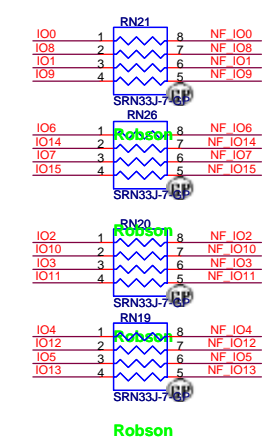 RN21
IO0 1 8 NF_IO0
IO8 2 7 NF_IO8
IO1 3 6 NF_IO1
IO9 4 5 NF_IO9
SRN33J-7-GP
Robson
RN26
IO6 1 8 NF_IO6
IO14 2 7 NF_IO14
IO7 3 6 NF_IO7
IO15 4 5 NF_IO15
SRN33J-7-GP
Robson
RN20
IO2 1 8 NF_IO2
IO10 2 7 NF_IO10
IO3 3 6 NF_IO3
IO11 4 5 NF_IO11
SRN33J-7-GP
Robson
RN19
IO4 1 8 NF_IO4
IO12 2 7 NF_IO12
IO5 3 6 NF_IO5
IO13 4 5 NF_IO13
SRN33J-7-GP
Robson